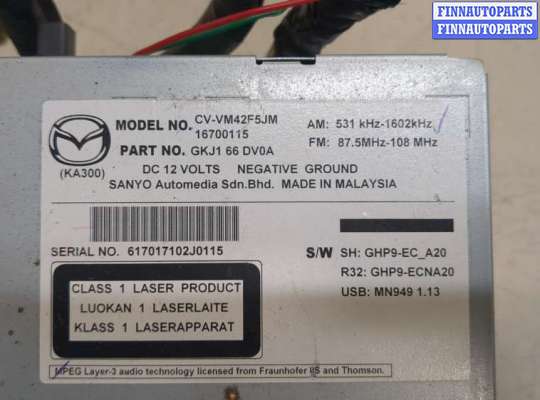 FINNAUTOPARTS
FINNAUTOPARTS
MODEL NO. CV-VM42F5JM
16700115
AM: 531 kHz-1602kHz
PART NO. GKJ1 66 DV0A
FM: 87.5MHz-108 MHz
(KA300)
DC 12 VOLTS NEGATIVE GROUND
SANYO Automedia Sdn.Bhd. MADE IN MALAYSIA
SERIAL NO. 617017102J0115
S/W SH: GHP9-EC_A20
R32: GHP9-ECNA20
USB: MN949 1.13
CLASS 1 LASER PRODUCT
LUOKAN 1 LASERLAITE
KLASS 1 LASERAPPARAT
MPEG Layer-3 audio technology licensed from Fraunhofer IIS and Thomson.